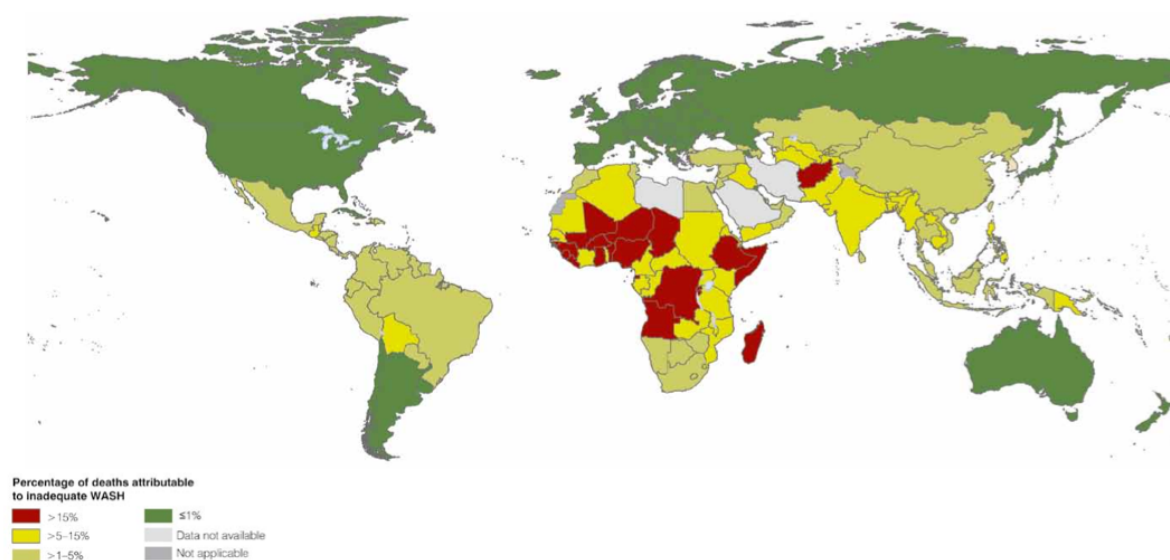 Percentage of deaths attributable
to inadequate WASH
>15%
>5–15%
>1–5%
≤1%
Data not available
Not applicable